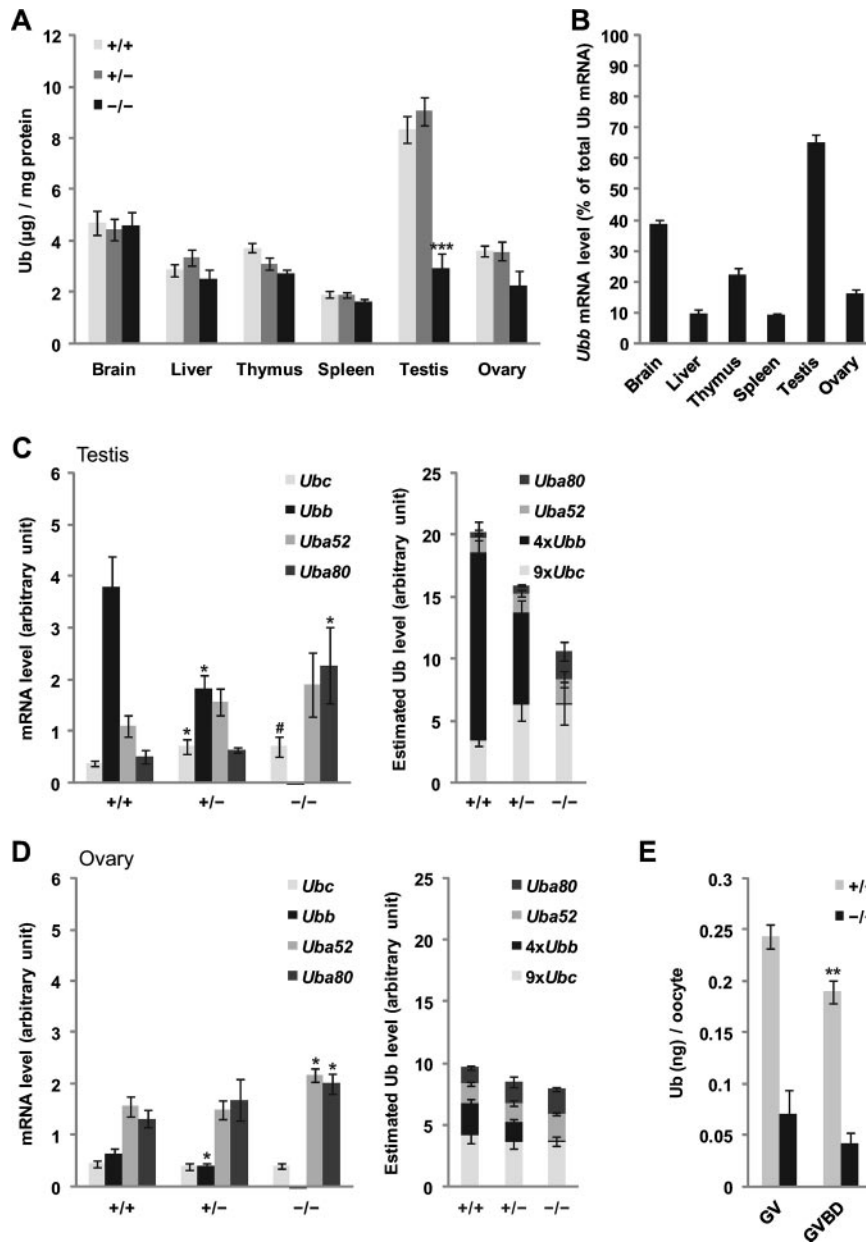 A
+/+
+/−
−/−
Ub (µg) / mg protein
12
10
8
6
4
2
0
***
Brain Liver Thymus Spleen Testis Ovary
B
Ubb mRNA level (% of total Ub mRNA)
100
90
80
70
60
50
40
30
20
10
0
Brain
Liver
Thymus
Spleen
Testis
Ovary
C
Testis
mRNA level (arbitrary unit)
6
5
4
3
2
1
0
Ubc
Ubb
Uba52
Uba80
* * # *
+/+ +/− −/−
Estimated Ub level (arbitrary unit)
25
20
15
10
5
0
Uba80
Uba52
4xUbb
9xUbc
+/+ +/− −/−
D
Ovary
mRNA level (arbitrary unit)
6
5
4
3
2
1
0
Ubc
Ubb
Uba52
Uba80
* * *
+/+ +/− −/−
Estimated Ub level (arbitrary unit)
25
20
15
10
5
0
Uba80
Uba52
4xUbb
9xUbc
+/+ +/− −/−
E
Ub (ng) / oocyte
0.3
0.25
0.2
0.15
0.1
0.05
0
**
GV
GVBD